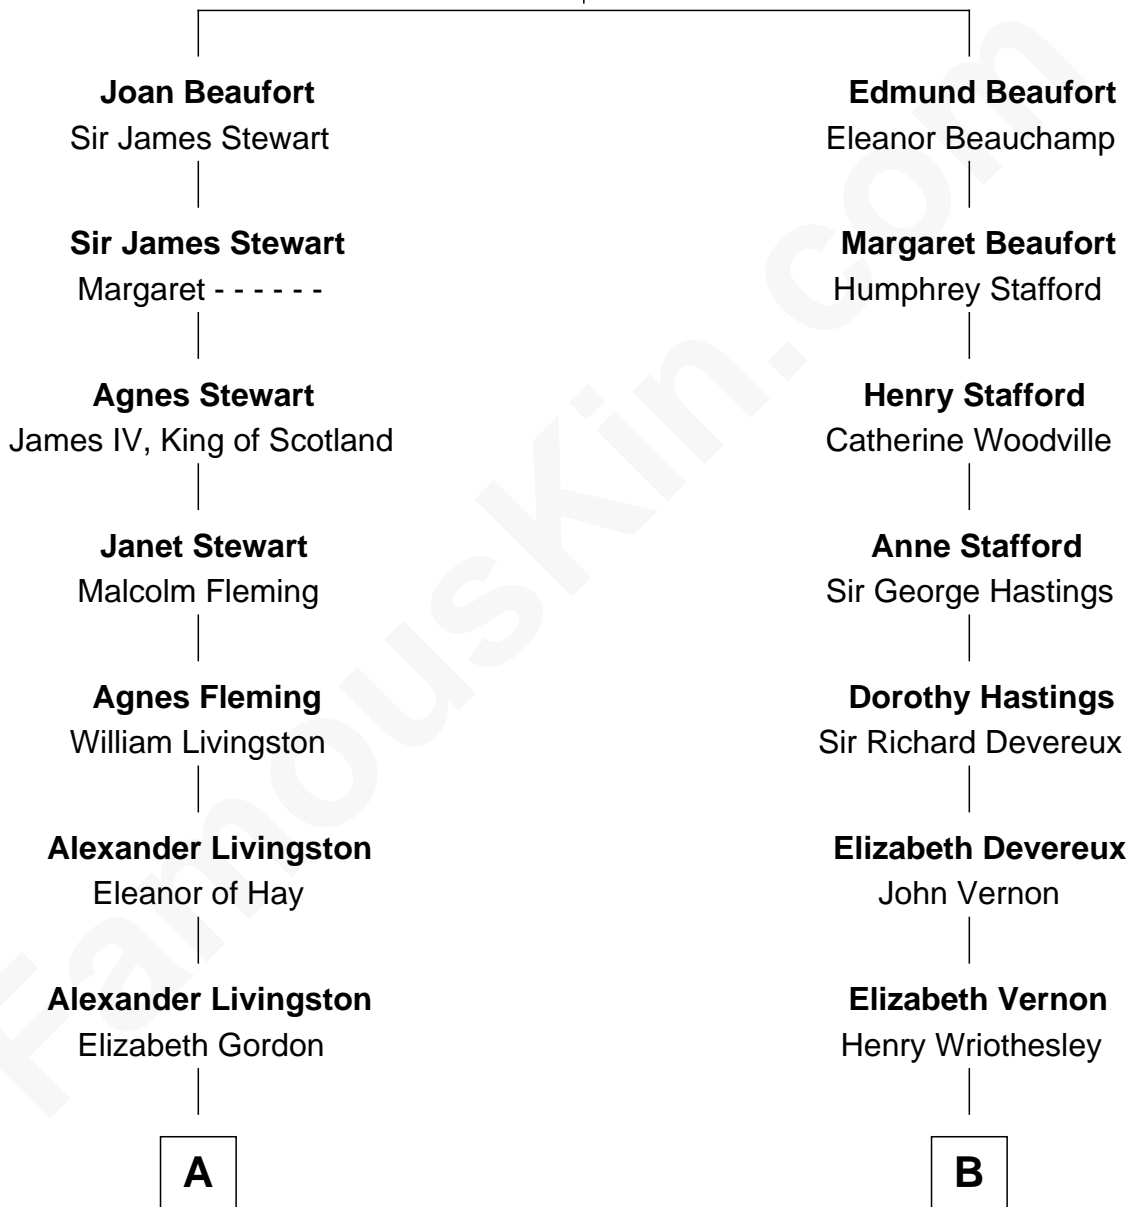 Joan Beaufort
Sir James Stewart
Sir James Stewart
Margaret - - - - - -
Agnes Stewart
James IV, King of Scotland
Janet Stewart
Malcolm Fleming
Agnes Fleming
William Livingston
Alexander Livingston
Eleanor of Hay
Alexander Livingston
Elizabeth Gordon
A
Edmund Beaufort
Eleanor Beauchamp
Margaret Beaufort
Humphrey Stafford
Henry Stafford
Catherine Woodville
Anne Stafford
Sir George Hastings
Dorothy Hastings
Sir Richard Devereux
Elizabeth Devereux
John Vernon
Elizabeth Vernon
Henry Wriothesley
B
FamousKin.com